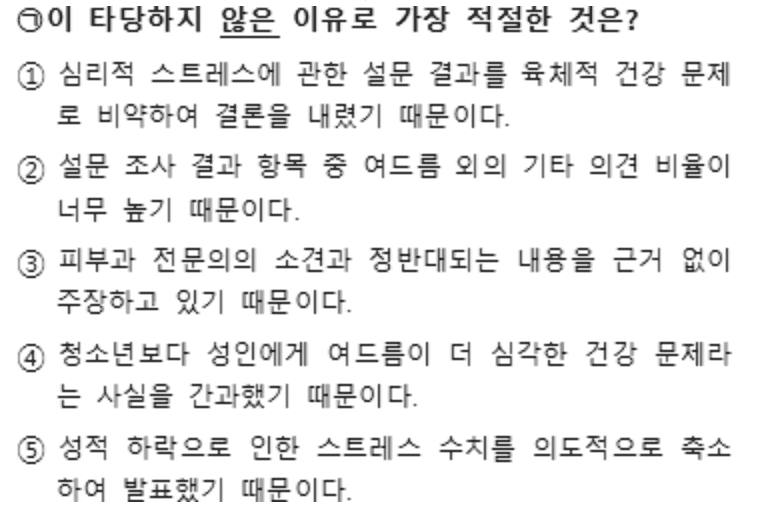 ㉠이 타당하지 않은 이유로 가장 적절한 것은?
① 심리적 스트레스에 관한 설문 결과를 육체적 건강 문제
로 비약하여 결론을 내렸기 때문이다.
② 설문 조사 결과 항목 중 여드름 외의 기타 의견 비율이
너무 높기 때문이다.
③ 피부과 전문의의 소견과 정반대되는 내용을 근거 없이
주장하고 있기 때문이다.
④ 청소년보다 성인에게 여드름이 더 심각한 건강 문제라
는 사실을 간과했기 때문이다.
⑤ 성적 하락으로 인한 스트레스 수치를 의도적으로 축소
하여 발표했기 때문이다.